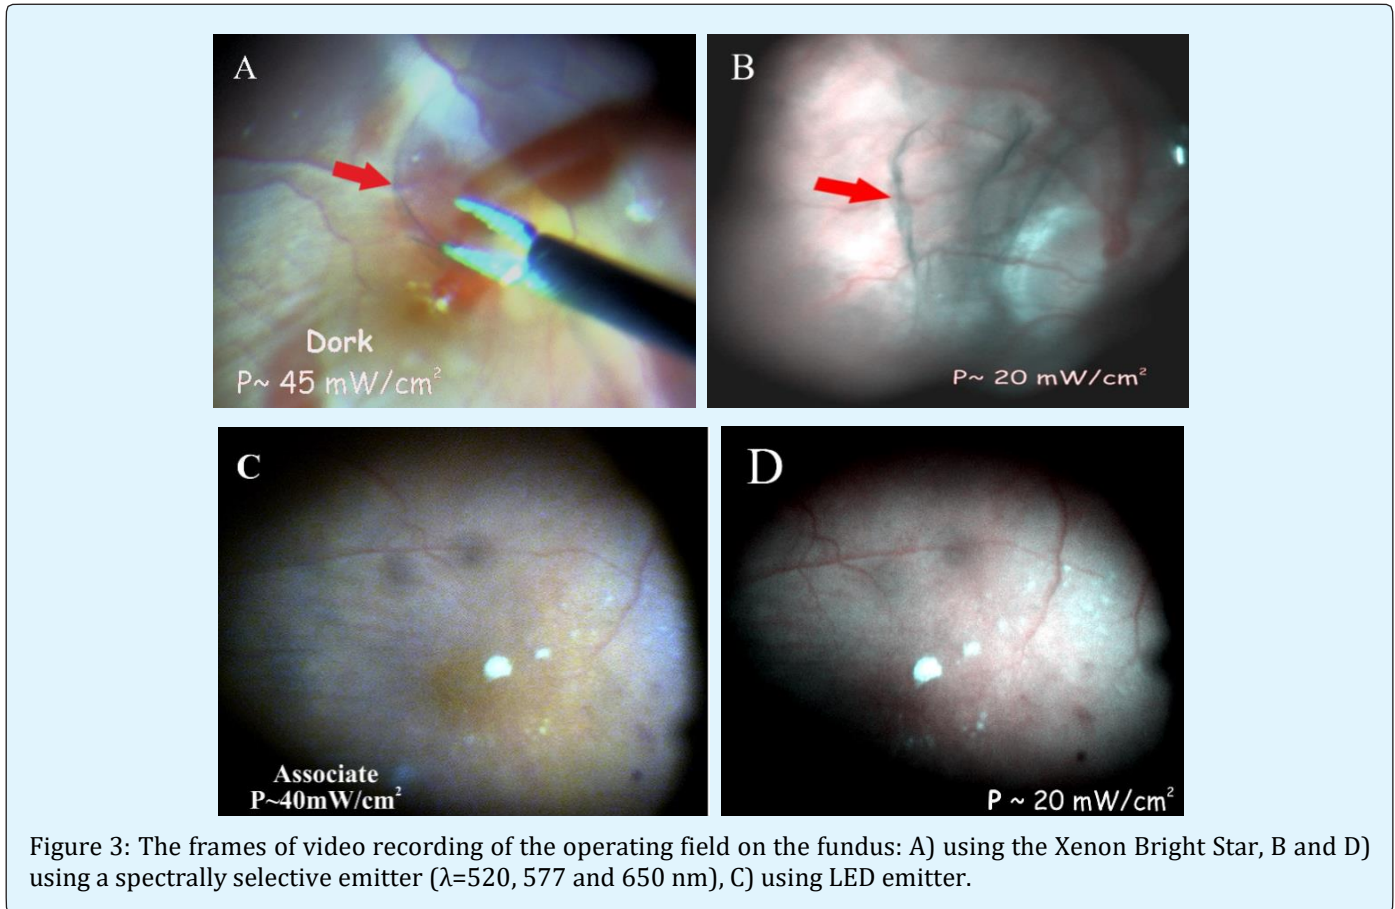 A
B
Dork
P~ 45 mW/cm²
P~ 20 mW/cm²
C
D
Associate
P~40mW/cm²
P ~ 20 mW/cm²
Figure 3: The frames of video recording of the operating field on the fundus: A) using the Xenon Bright Star, B and D)
using a spectrally selective emitter (λ=520, 577 and 650 nm), C) using LED emitter.